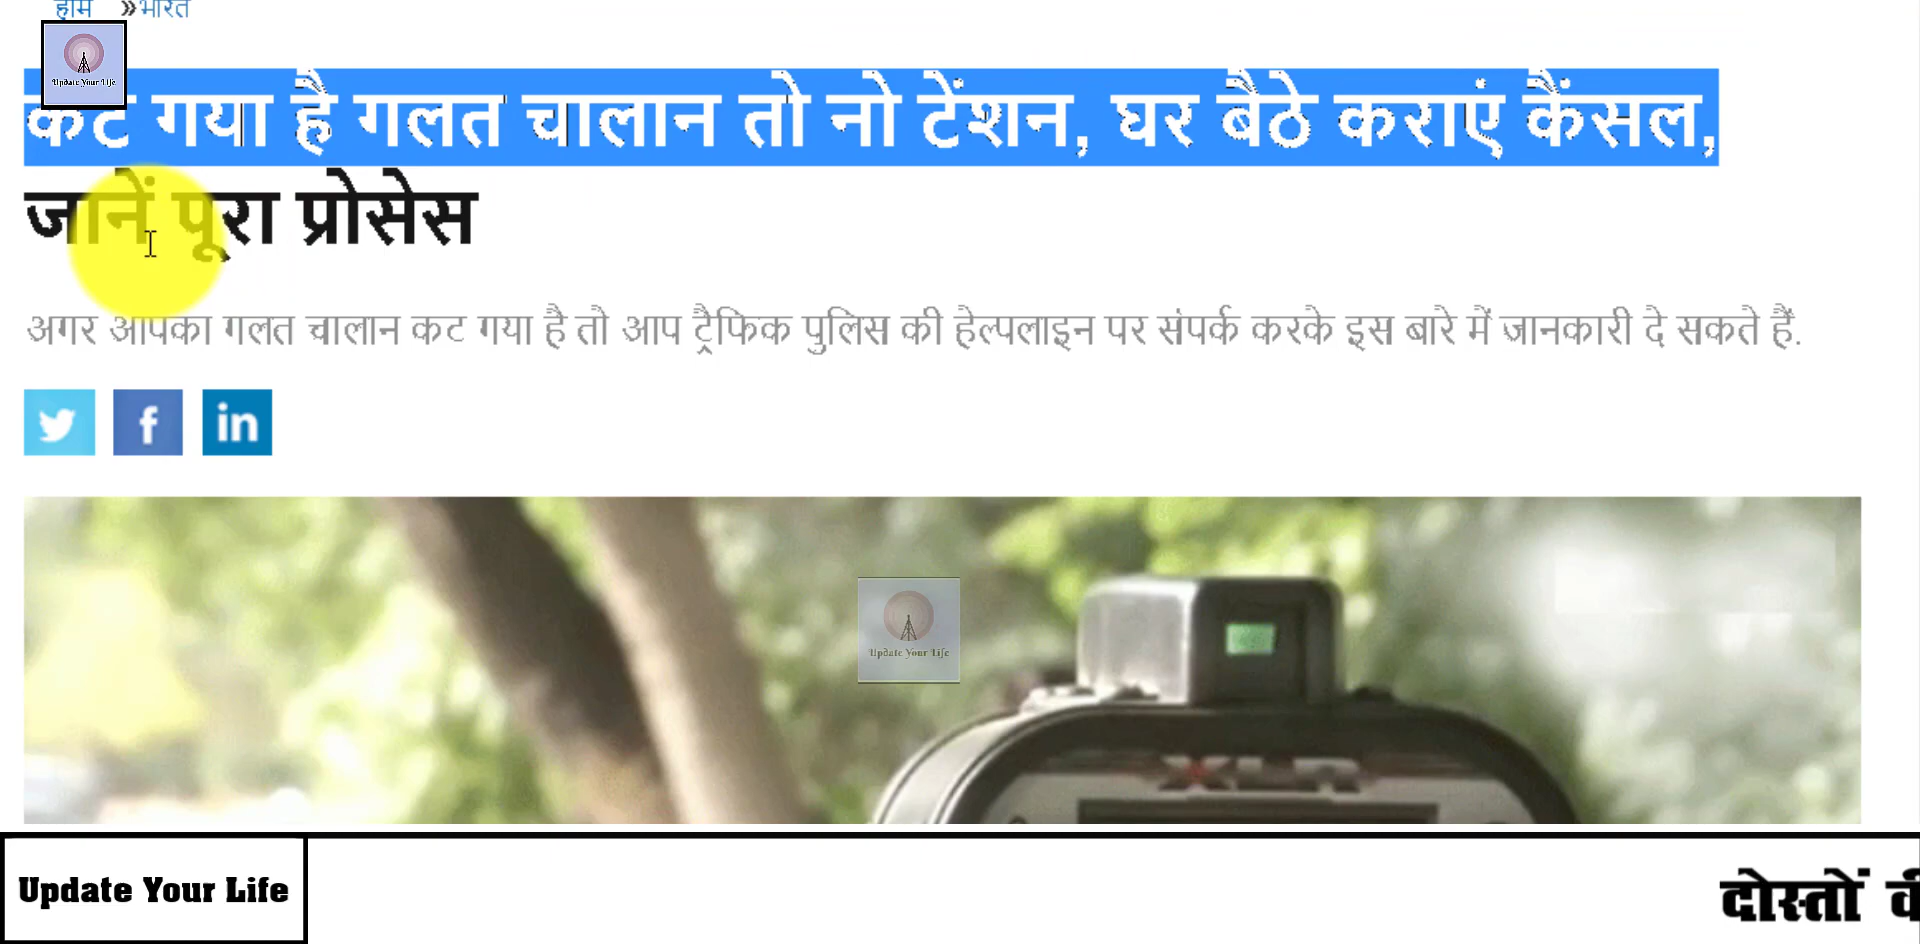 होम »भारत
Update Your Life
कट गया है गलत चालान तो नो टेंशन, घर बैठे कराएं कैंसल,
जानें पूरा प्रोसेस
अगर आपका गलत चालान कट गया है तो आप ट्रैफिक पुलिस की हेल्पलाइन पर संपर्क करके इस बारे में जानकारी दे सकते हैं.
f in
Update Your Life
XLR
Update Your Life
दोस्तों